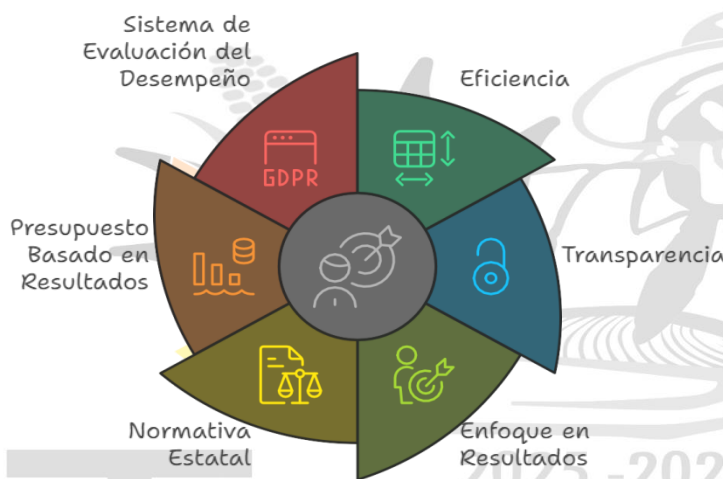 Sistema de
Evaluación del
Desempeño
Eficiencia
GDPR
Presupuesto
Basado en
Resultados
Transparencia
Normativa
Estatal
Enfoque en
Resultados